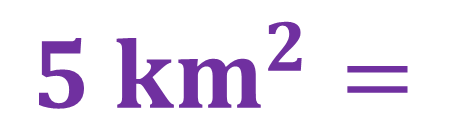 5 km² =